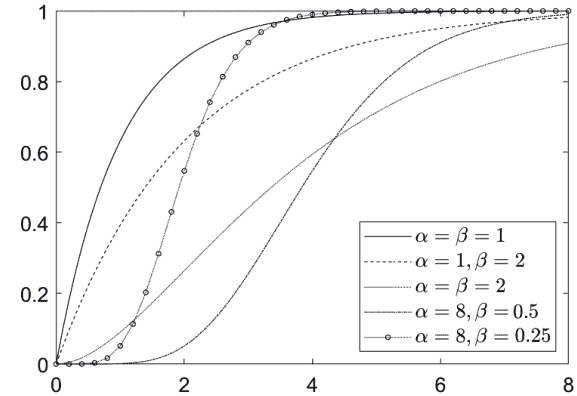 1
0.8
0.6
0.4
0.2
0
0 2 4 6 8
α = β = 1
α = 1, β = 2
α = β = 2
α = 8, β = 0.5
α = 8, β = 0.25